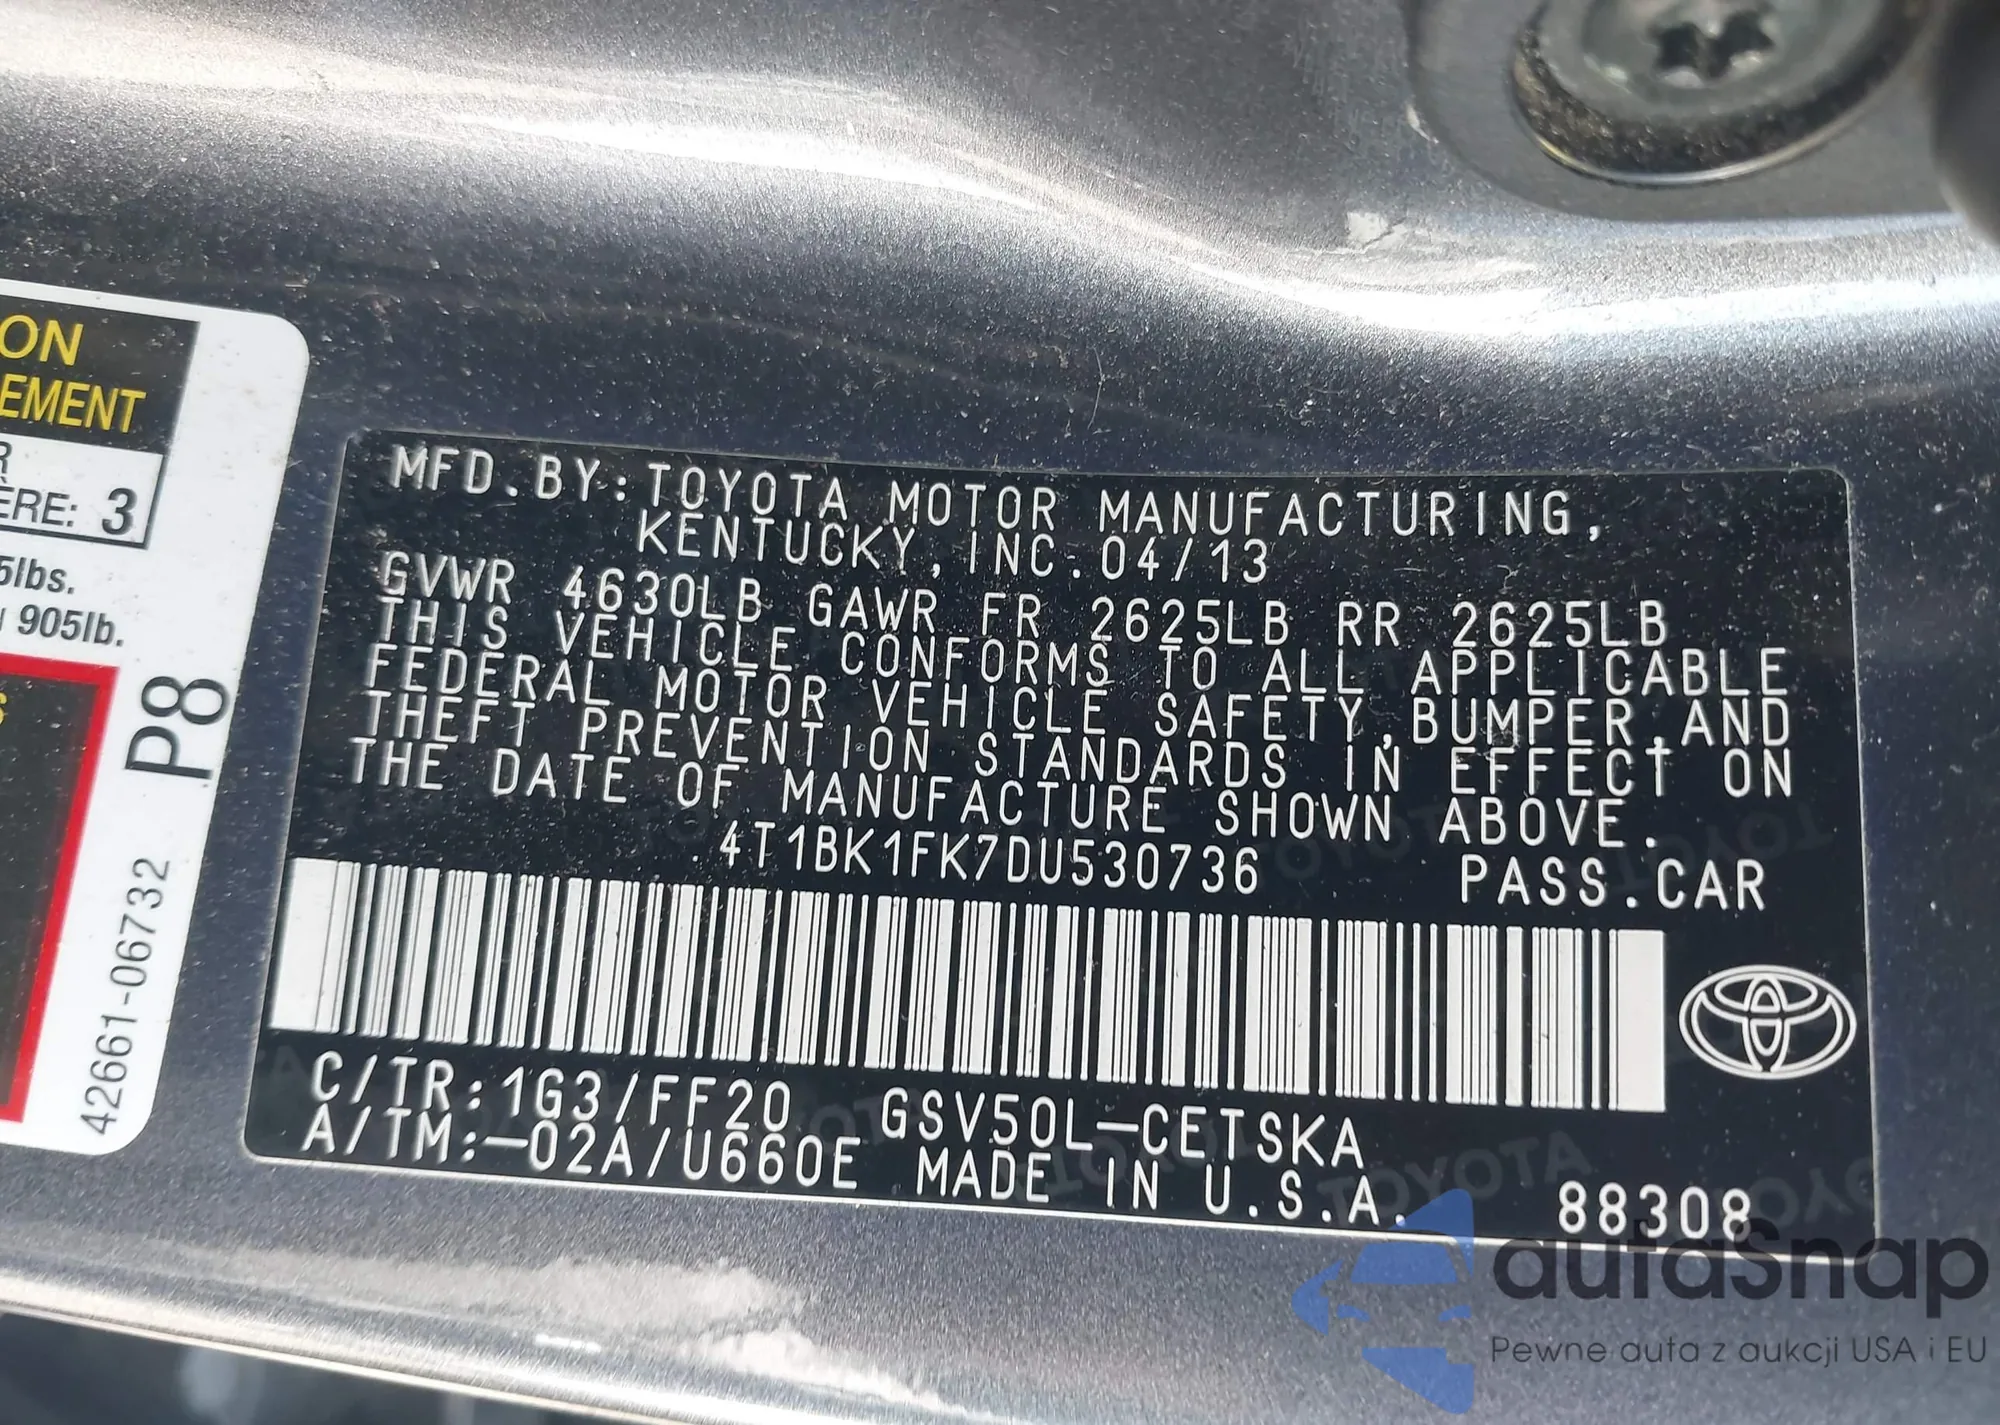 ON
EMENT
R
ÈRE: 3
5lbs.
905lb.
P8
42661-06732
MFD.BY:TOYOTA MOTOR MANUFACTURING,
KENTUCKY,INC.04/13
GVWR 4630LB GAWR FR 2625LB RR 2625LB
THIS VEHICLE CONFORMS TO ALL APPLICABLE
FEDERAL MOTOR VEHICLE SAFETY,BUMPER,AND
THEFT PREVENTION STANDARDS IN EFFECT ON
THE DATE OF MANUFACTURE SHOWN ABOVE.
4T1BK1FK7DU530736 PASS.CAR
C/TR:1G3/FF20 GSV50L-CETSKA
A/TM:-02A/U660E MADE IN U.S.A. 88308
autaSnap
Pewne auta z aukcji USA i EU